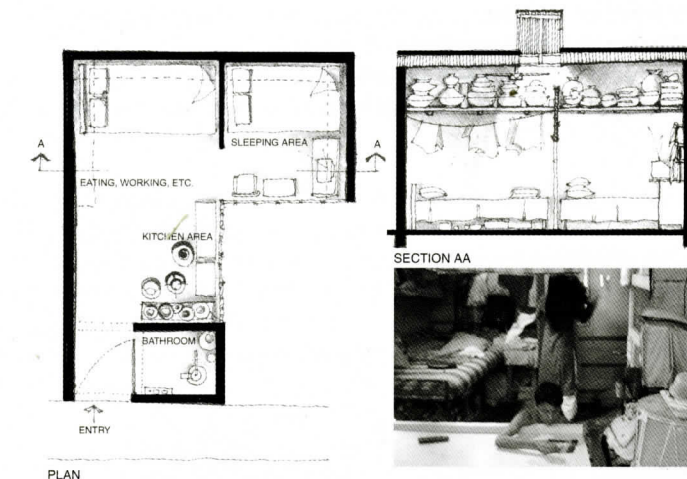 A
A
SLEEPING AREA
EATING, WORKING, ETC.
KITCHEN AREA
BATHROOM
ENTRY
PLAN
SECTION AA